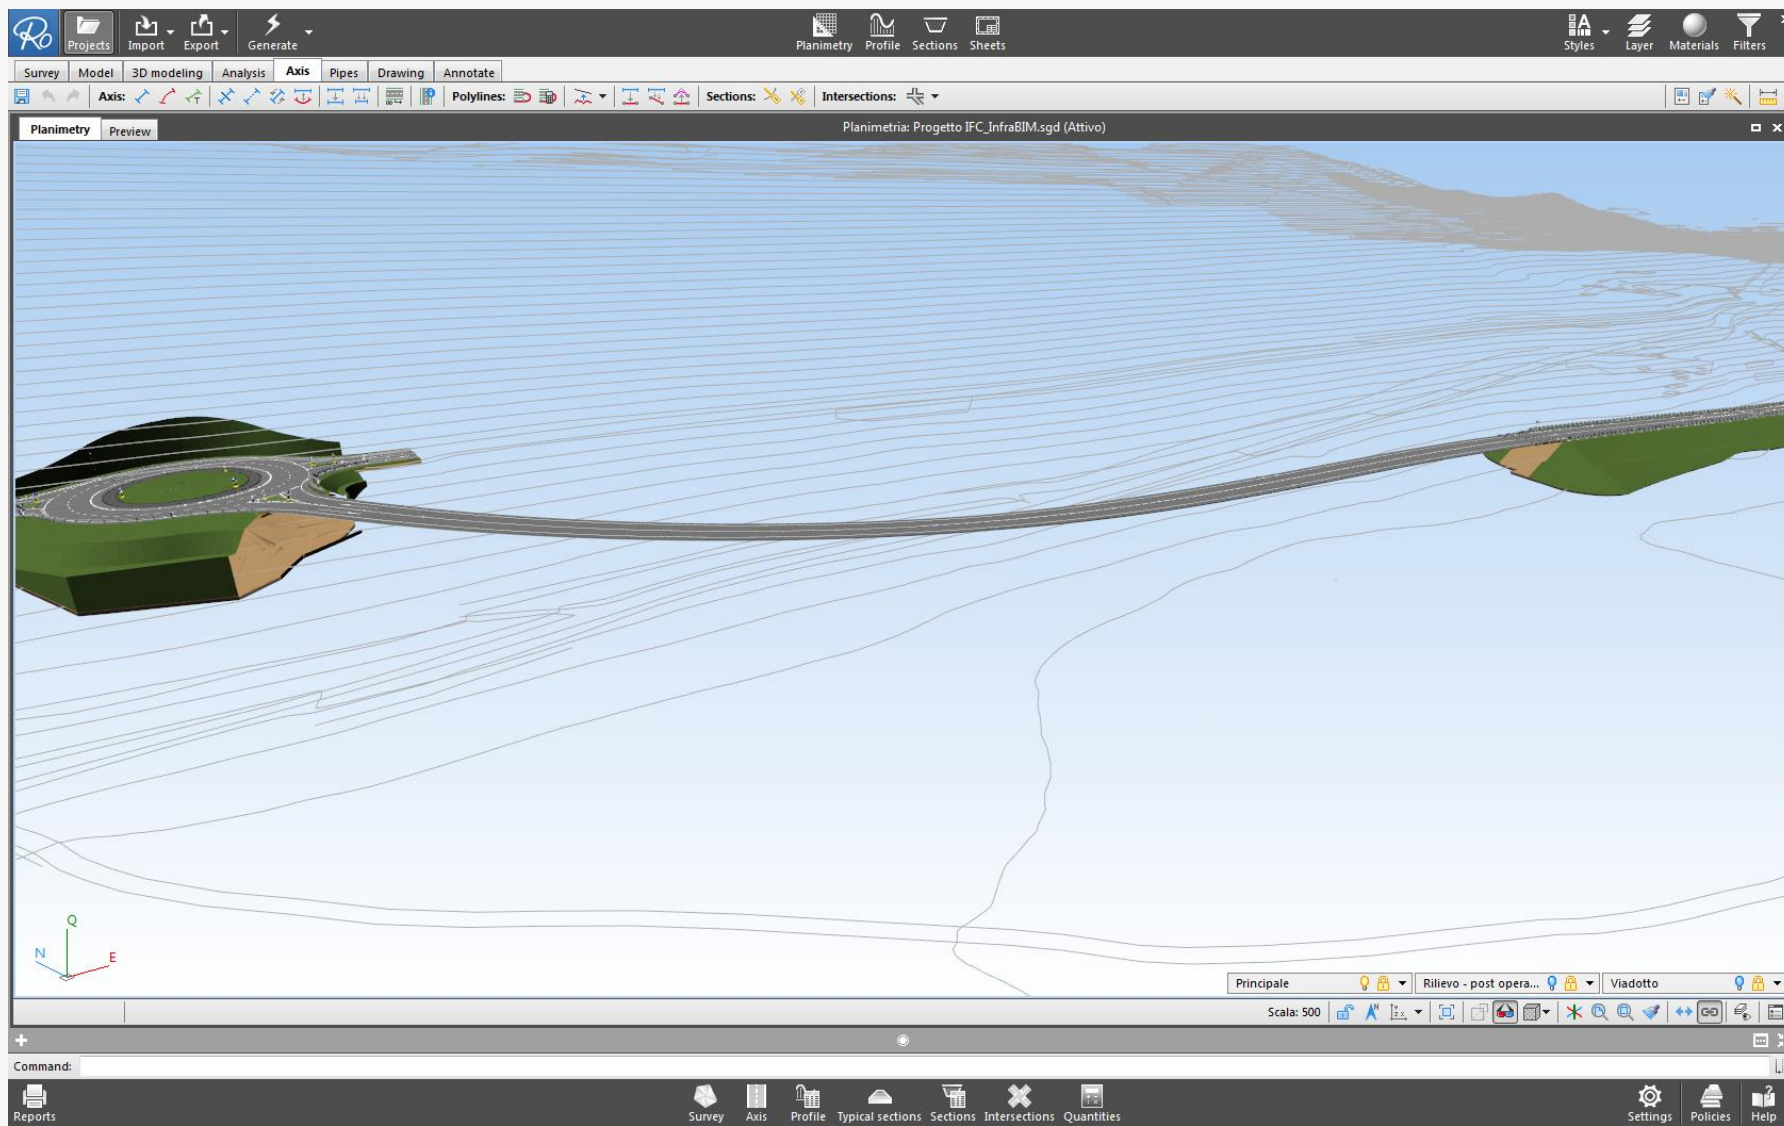 Ro
Projects Import Export Generate Planimetry Profile Sections Sheets Styles Layer Materials Filters
Survey Model 3D modeling Analysis Axis Pipes Drawing Annotate
Axis: Polylines: Sections: Intersections:
Planimetry Preview Planimetria: Progetto IFC_InfraBIM.sgd (Attivo)
Q
N E
Principale Rilievo - post opera... Viadotto
Scala: 500
Command:
Reports Survey Axis Profile Typical sections Sections Intersections Quantities Settings Policies Help